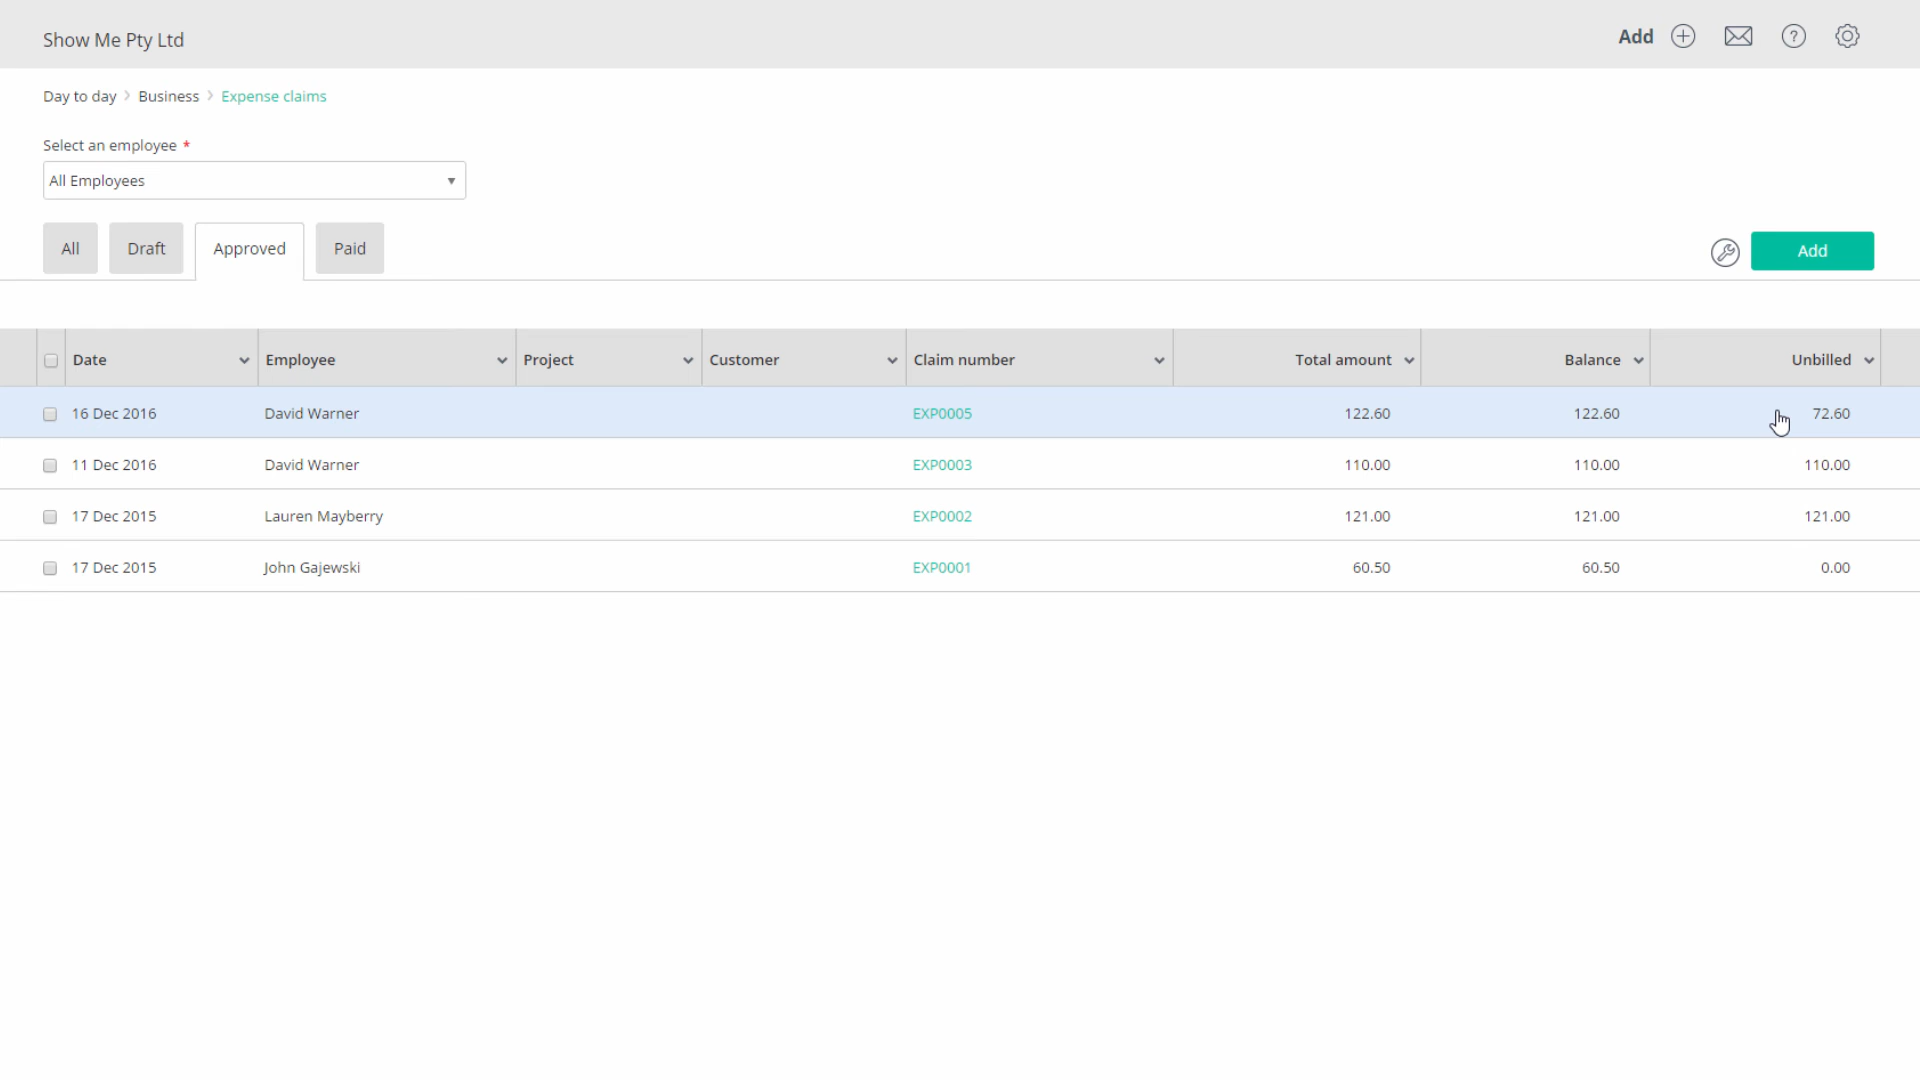 Show Me Pty Ltd
Add
Day to day > Business > Expense claims
Select an employee *
All Employees
All Draft Approved Paid
Add
Date Employee Project Customer Claim number Total amount Balance Unbilled
16 Dec 2016 David Warner EXP0005 122.60 122.60 72.60
11 Dec 2016 David Warner EXP0003 110.00 110.00 110.00
17 Dec 2015 Lauren Mayberry EXP0002 121.00 121.00 121.00
17 Dec 2015 John Gajewski EXP0001 60.50 60.50 0.00